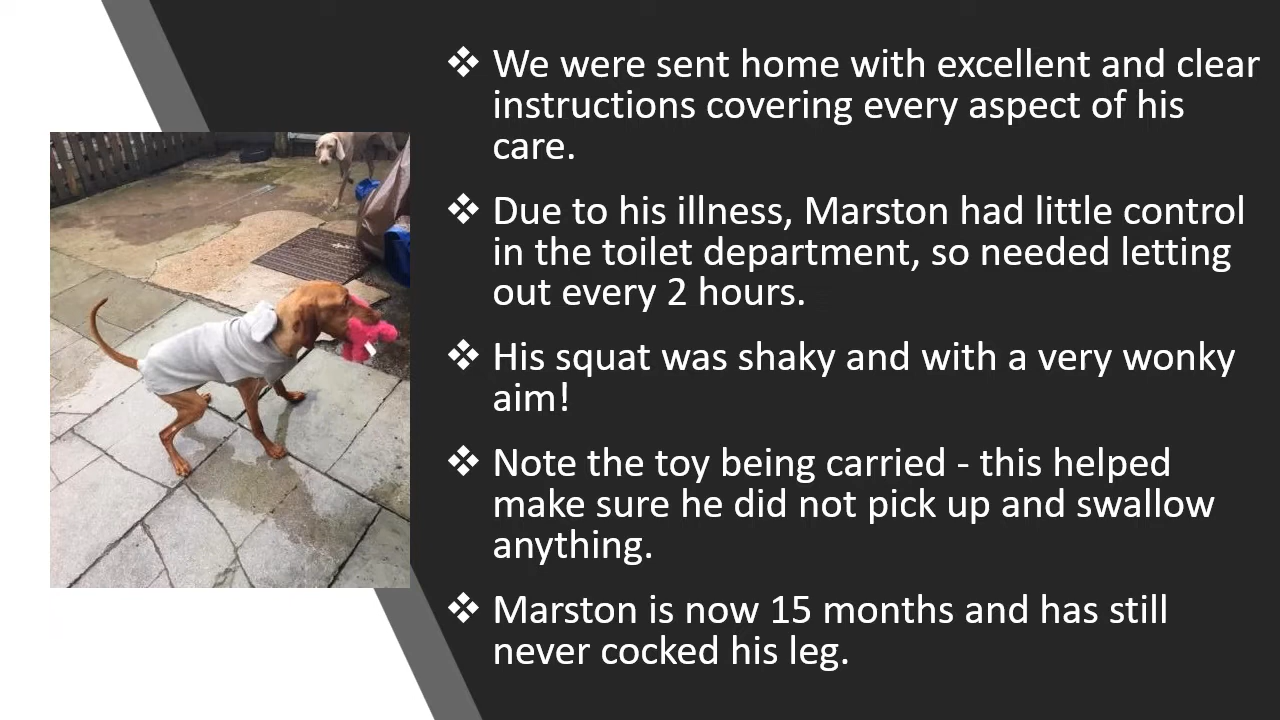 ❖ We were sent home with excellent and clear
instructions covering every aspect of his
care.
❖ Due to his illness, Marston had little control
in the toilet department, so needed letting
out every 2 hours.
❖ His squat was shaky and with a very wonky
aim!
❖ Note the toy being carried - this helped
make sure he did not pick up and swallow
anything.
❖ Marston is now 15 months and has still
never cocked his leg.